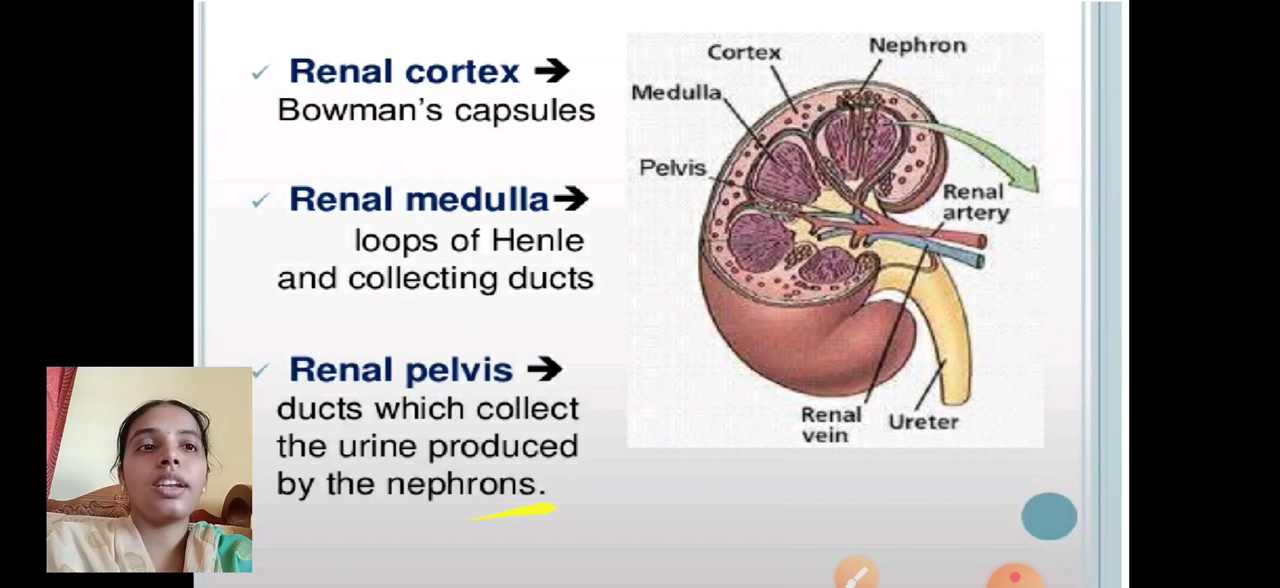 Renal cortex ➔
Bowman's capsules
Renal medulla➔
loops of Henle
and collecting ducts
Renal pelvis ➔
ducts which collect
the urine produced
by the nephrons.
Cortex
Nephron
Medulla
Pelvis
Renal
artery
Renal
vein
Ureter